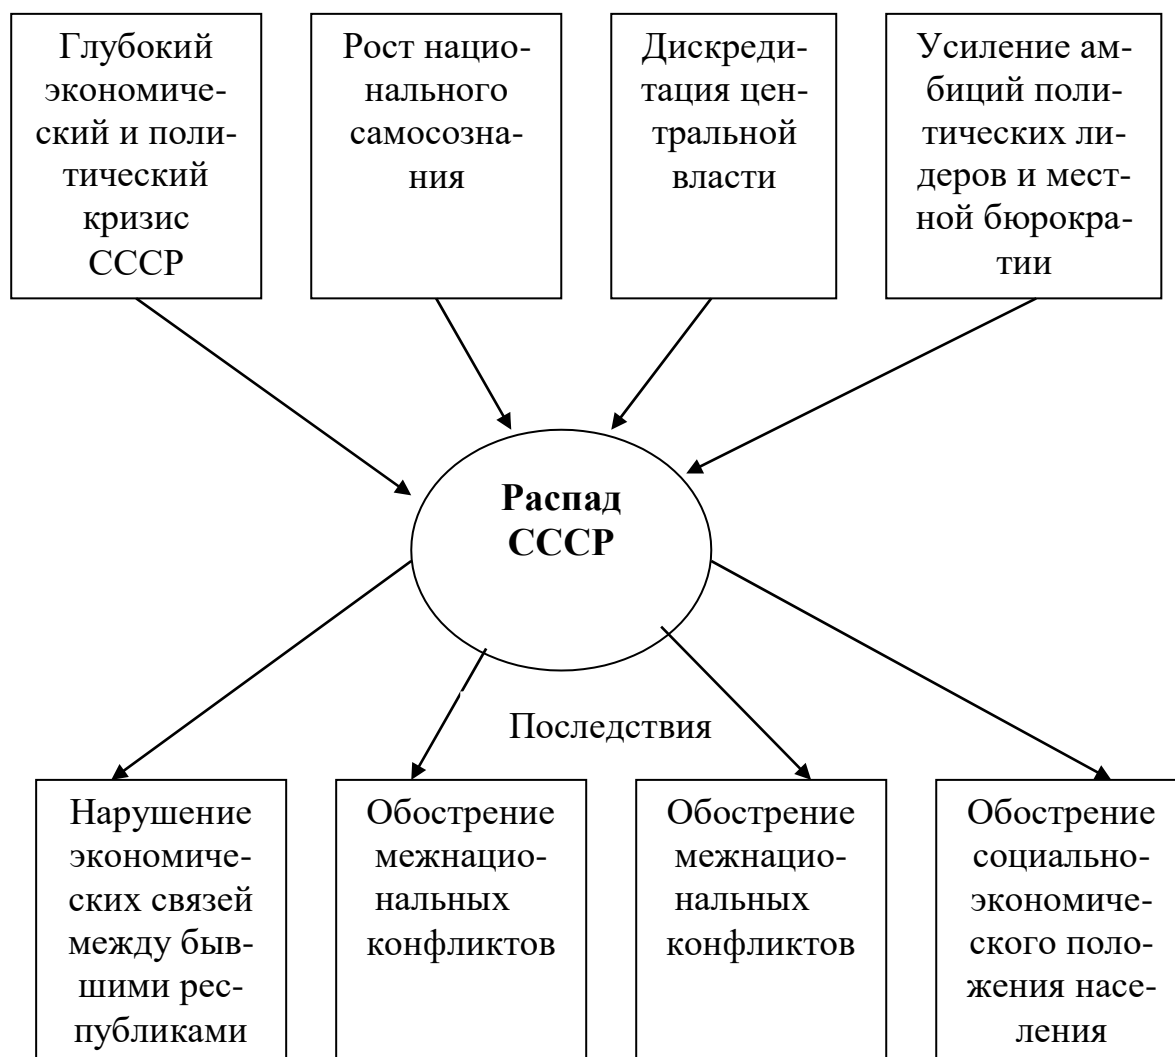 Глубокий
экономиче-
ский и поли-
тический
кризис
СССР
Рост нацио-
нального
самосозна-
ния
Дискреди-
тация цен-
тральной
власти
Усиление ам-
биций поли-
тических ли-
деров и мест-
ной бюрокра-
тии
Распад
СССР
Последствия
Нарушение
экономиче-
ских связей
между быв-
шими рес-
публиками
Обострение
межнацио-
нальных
конфликтов
Обострение
межнацио-
нальных
конфликтов
Обострение
социально-
экономиче-
ского поло-
жения насе-
ления